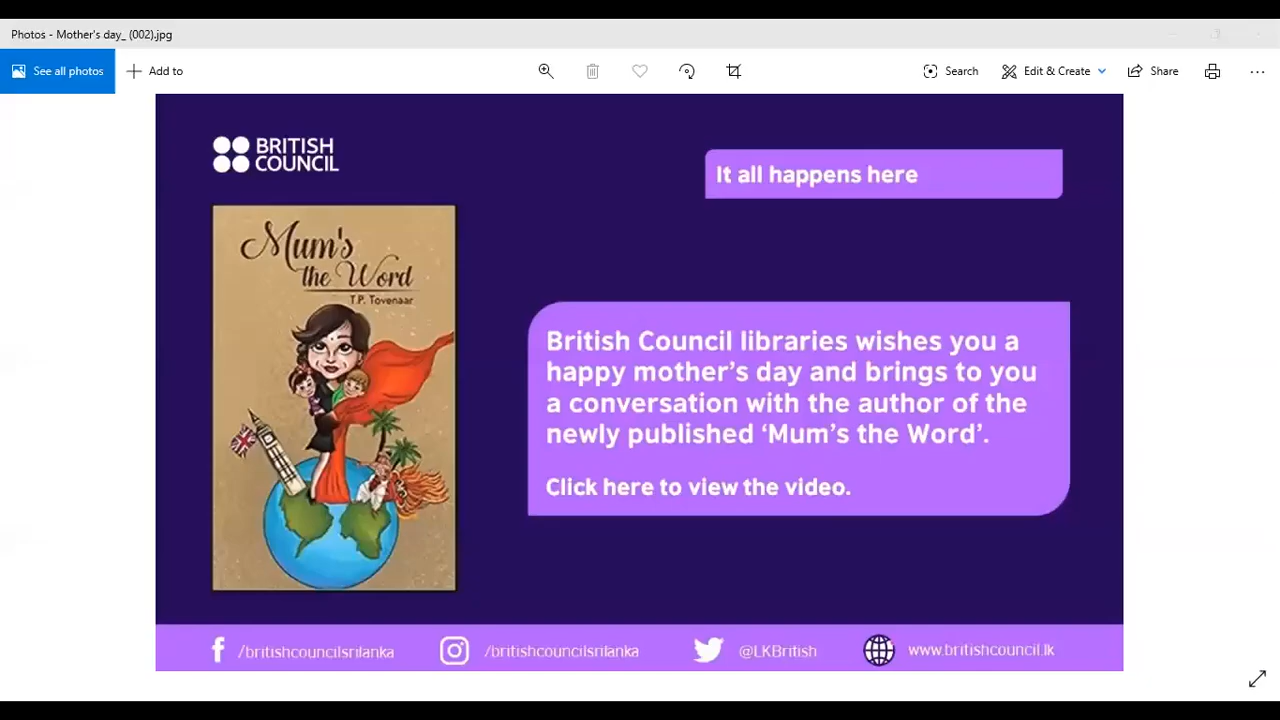 Photos - Mother's day_ (002).jpg
See all photos
Add to
Search
Edit & Create
Share
BRITISH
COUNCIL
It all happens here
Mum's
the Word
T.P. Tovenaar
British Council libraries wishes you a
happy mother's day and brings to you
a conversation with the author of the
newly published ‘Mum's the Word’.
Click here to view the video.
/britishcouncilsrilanka
/britishcouncilsrilanka
@LKBritish
www.britishcouncil.lk